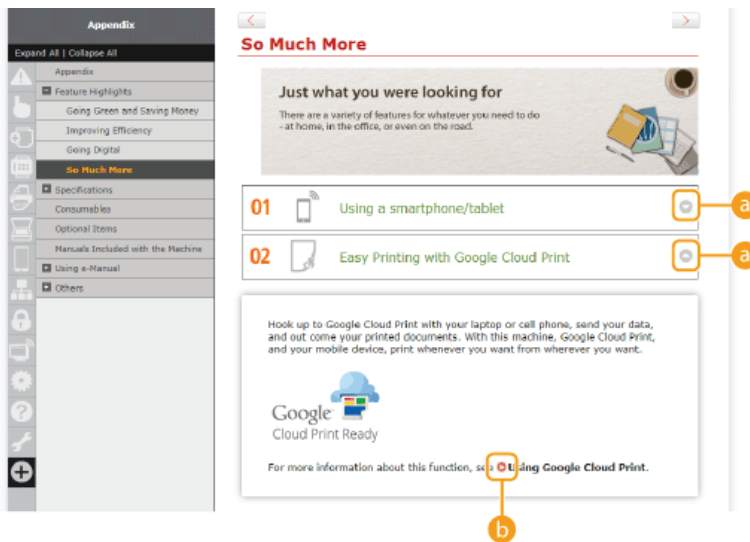 Appendix
Expand All | Collapse All
Appendix
Feature Highlights
Going Green and Saving Money
Improving Efficiency
Going Digital
So Much More
Specifications
Consumables
Optional Items
Manuals Included with the Machine
Using e-Manual
Others
So Much More
Just what you were looking for
There are a variety of features for whatever you need to do
- at home, in the office, or even on the road.
01 Using a smartphone/tablet
a
02 Easy Printing with Google Cloud Print
a
Hook up to Google Cloud Print with your laptop or cell phone, send your data,
and out come your printed documents. With this machine, Google Cloud Print,
and your mobile device, print whenever you want from wherever you want.
Google
Cloud Print Ready
For more information about this function, see Using Google Cloud Print.
b